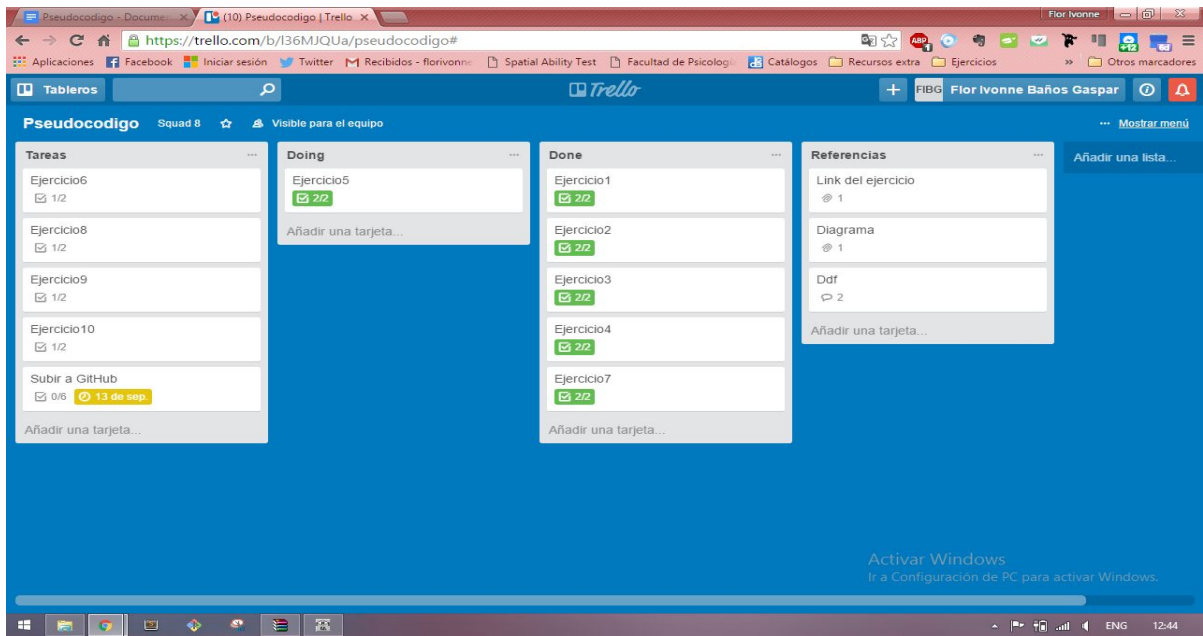 Pseudocodigo - Docume
(10) Pseudocodigo | Trello
Flor Ivonne
https://trello.com/b/l36MJQUa/pseudocodigo#
ABP
1
+12
6d
Aplicaciones Facebook Iniciar sesión Twitter Recibidos - florivonne Spatial Ability Test Facultad de Psicologí Catálogos Recursos extra Ejercicios » Otros marcadores
Tableros
Trello
+
FIBG Flor Ivonne Baños Gaspar
Pseudocodigo Squad 8 Visible para el equipo
... Mostrar menú
Tareas
Ejercicio6
1/2
Ejercicio8
1/2
Ejercicio9
1/2
Ejercicio10
1/2
Subir a GitHub
0/6 13 de sep.
Añadir una tarjeta...
Doing
Ejercicio5
2/2
Añadir una tarjeta...
Done
Ejercicio1
2/2
Ejercicio2
2/2
Ejercicio3
2/2
Ejercicio4
2/2
Ejercicio7
2/2
Añadir una tarjeta...
Referencias
Link del ejercicio
1
Diagrama
1
Ddf
2
Añadir una tarjeta...
Añadir una lista...
Activar Windows
Ir a Configuración de PC para activar Windows.
ENG 12:44